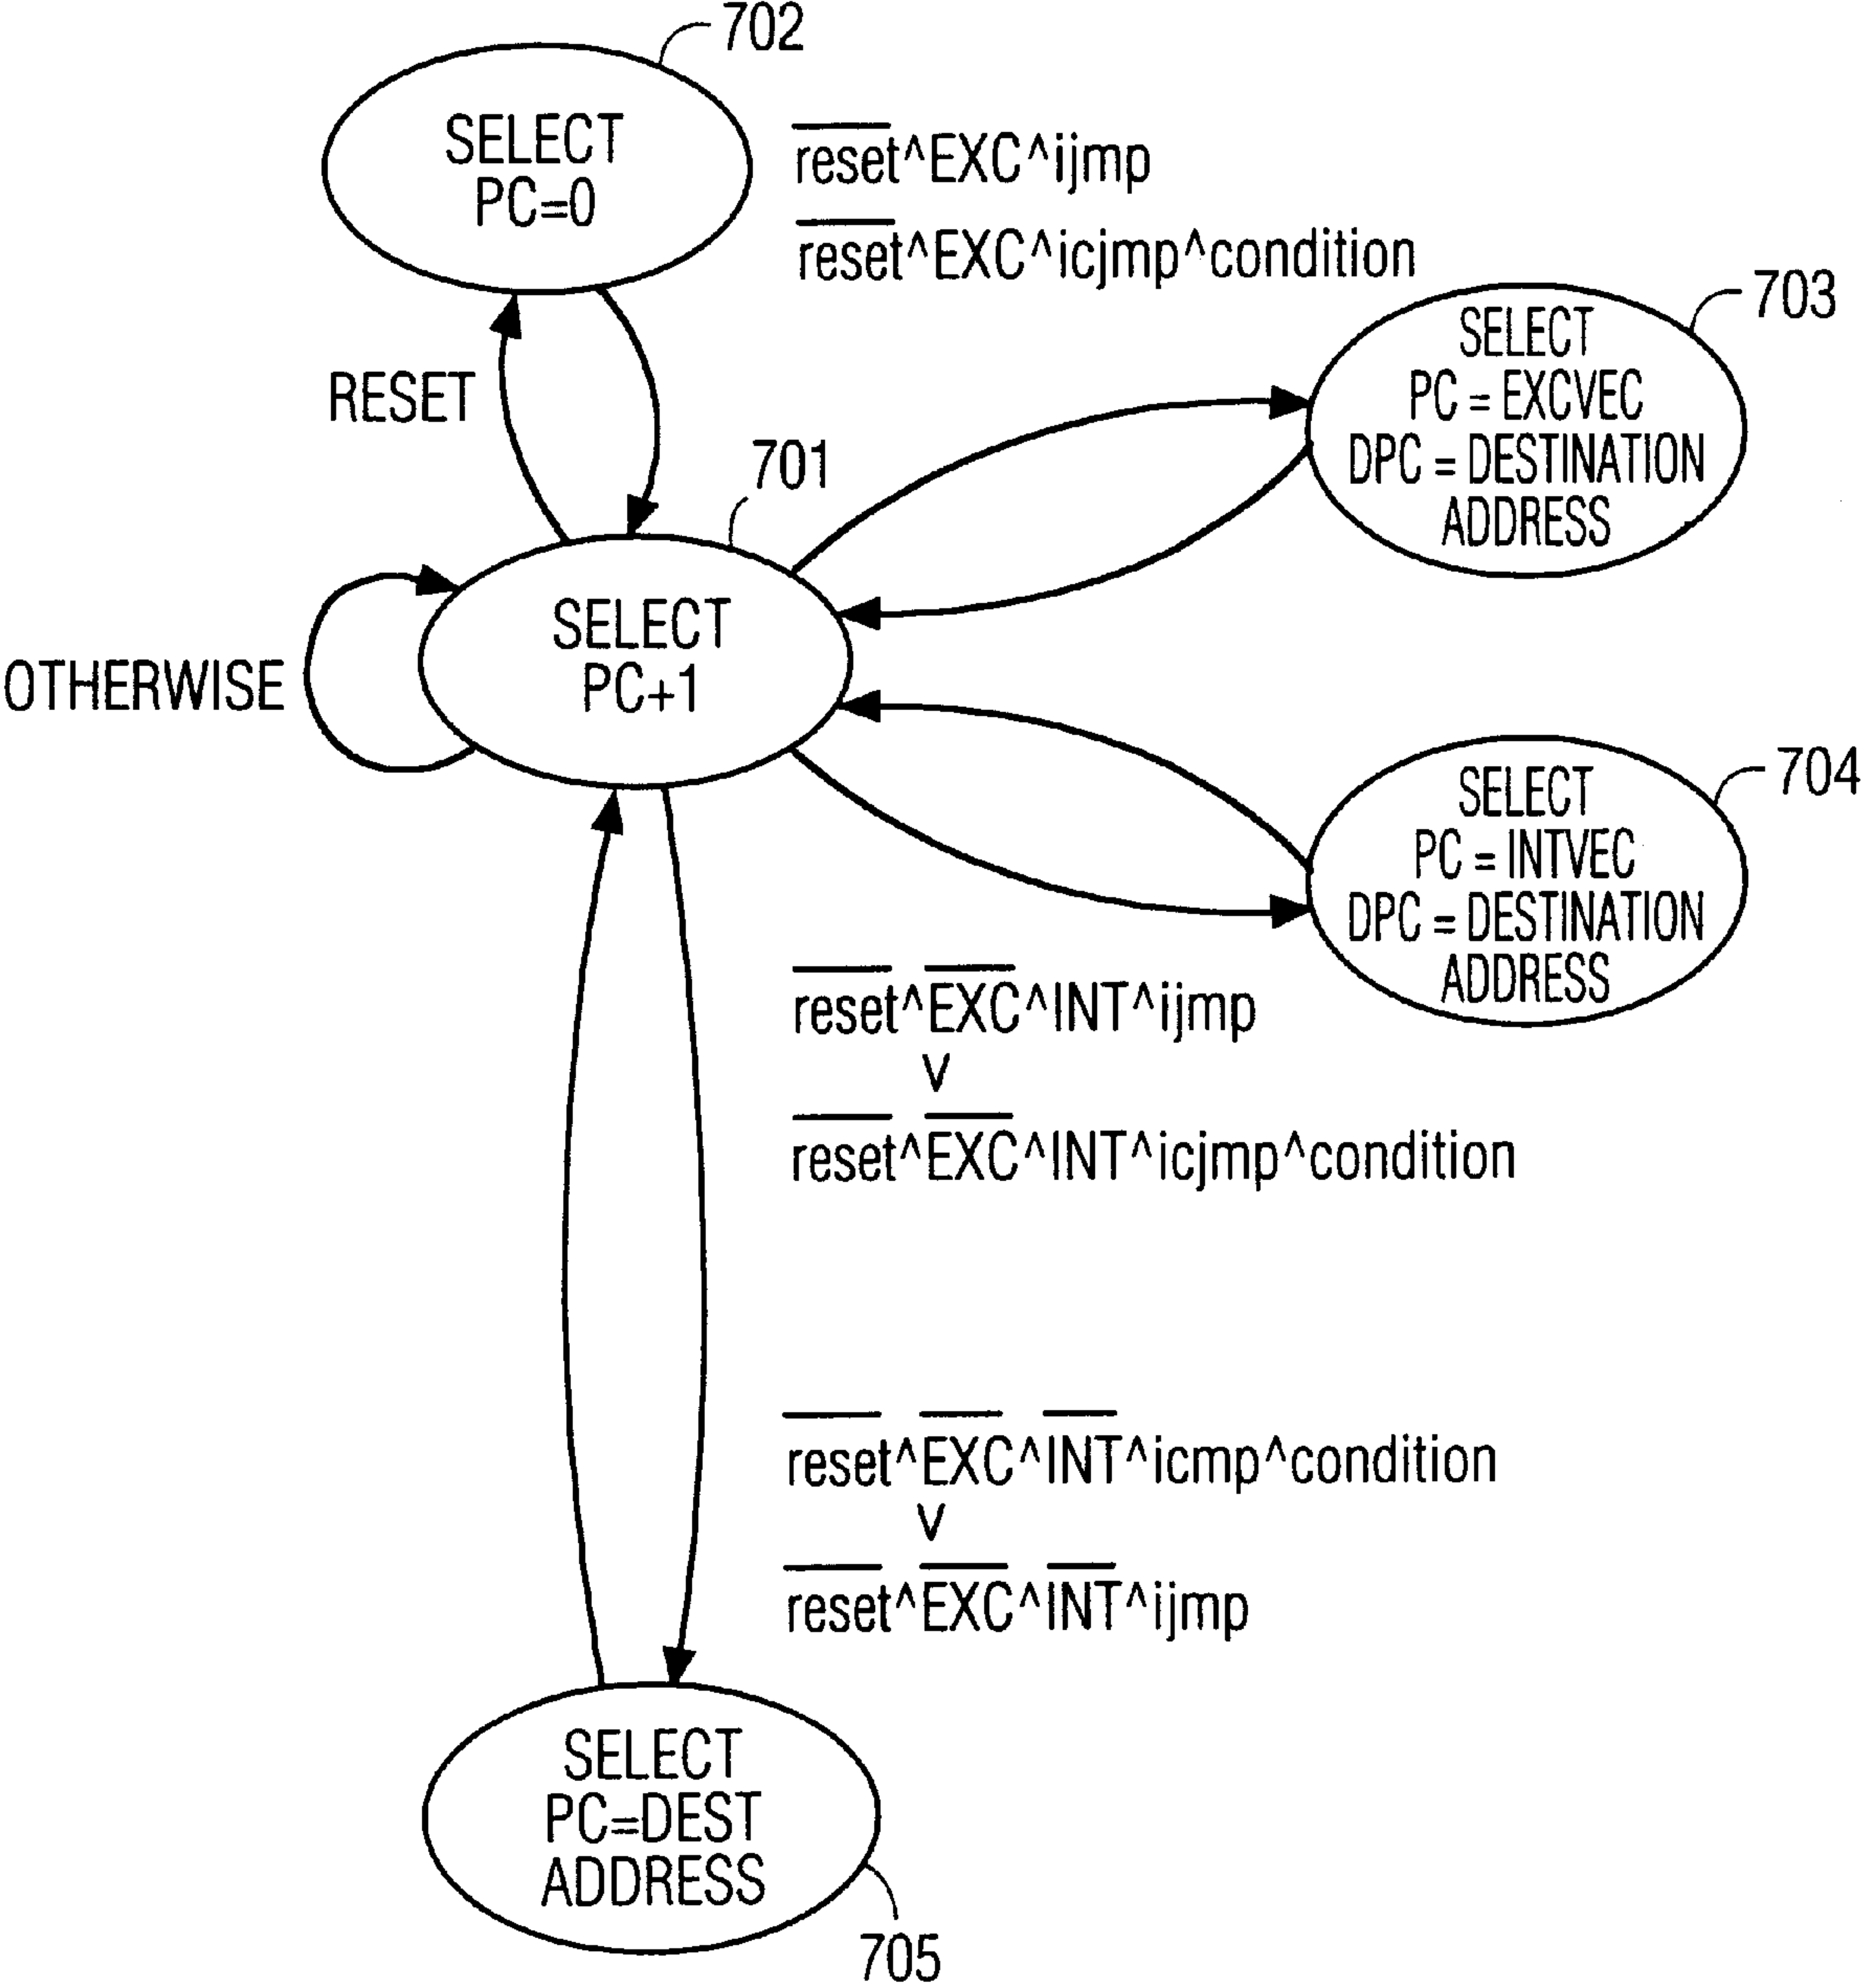 702
SELECT
PC=0
reset^EXC^ijmp
reset^EXC^icjmp^condition
703
SELECT
PC = EXCVEC
DPC = DESTINATION
ADDRESS
RESET
701
SELECT
PC+1
OTHERWISE
704
SELECT
PC = INTVEC
DPC = DESTINATION
ADDRESS
reset^EXC^INT^ijmp
v
reset^EXC^INT^icjmp^condition
reset^EXC^INT^icmp^condition
v
reset^EXC^INT^ijmp
SELECT
PC=DEST
ADDRESS
705